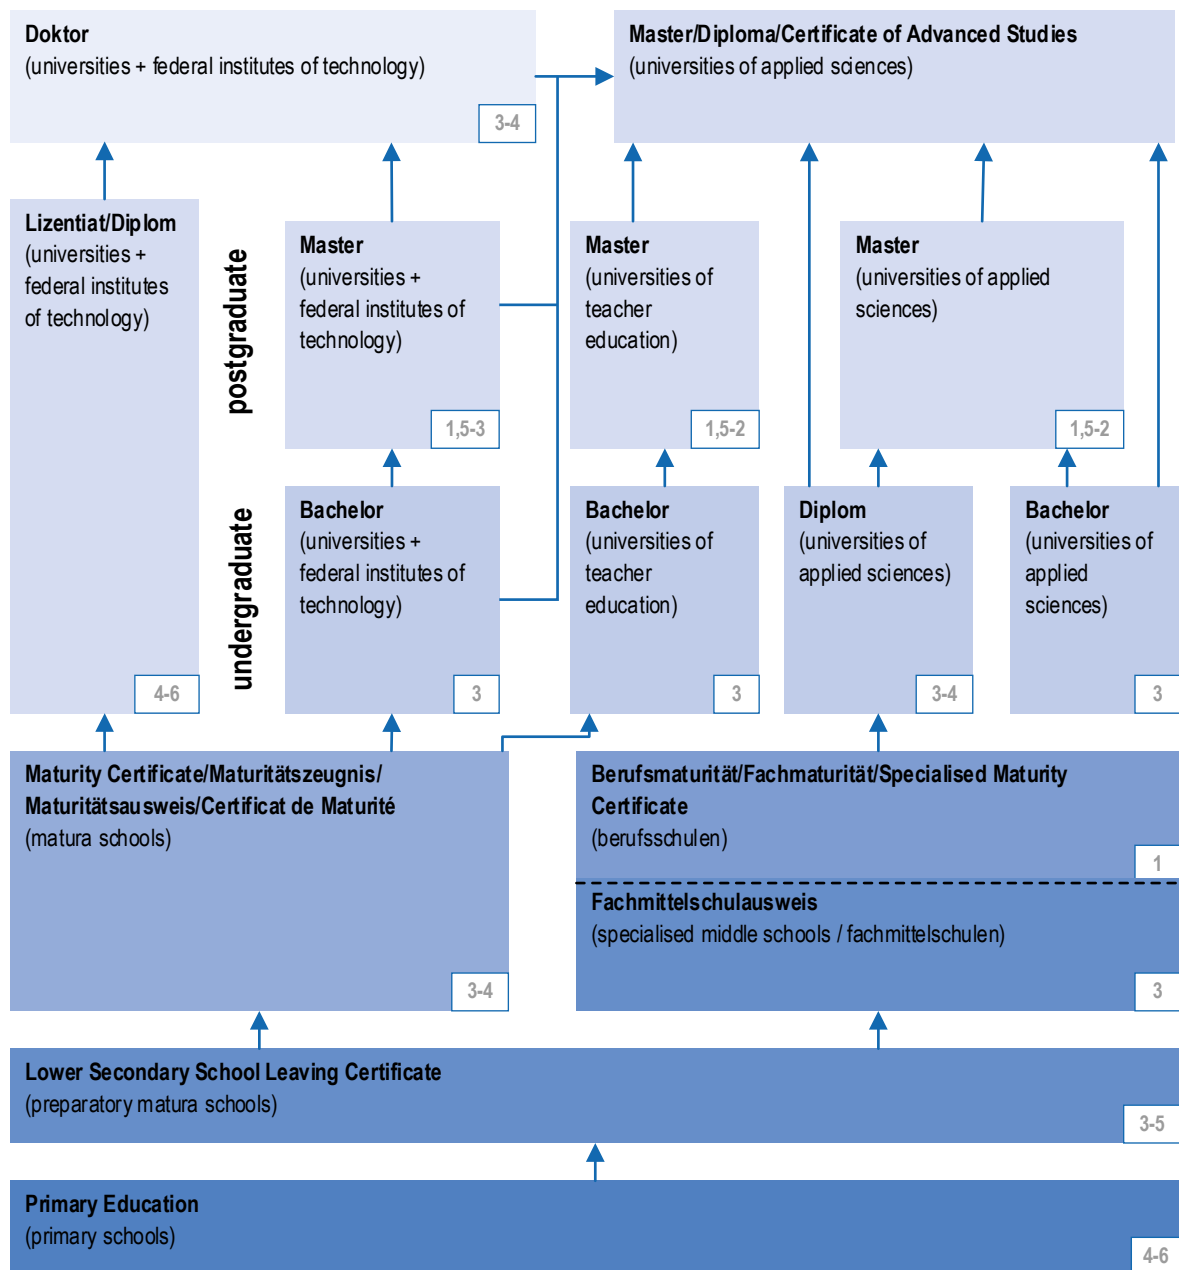 Doktor
(universities + federal institutes of technology)
3-4
Master/Diploma/Certificate of Advanced Studies
(universities of applied sciences)
Lizentiat/Diplom
(universities +
federal institutes
of technology)
4-6
postgraduate
Master
(universities +
federal institutes of
technology)
1,5-3
Master
(universities of
teacher
education)
1,5-2
Master
(universities of applied
sciences)
1,5-2
undergraduate
Bachelor
(universities +
federal institutes of
technology)
3
Bachelor
(universities of
teacher
education)
3
Diplom
(universities of
applied sciences)
3-4
Bachelor
(universities of
applied
sciences)
3
Maturity Certificate/Maturitätszeugnis/
Maturitätsausweis/Certificat de Maturité
(matura schools)
3-4
Berufsmaturität/Fachmaturität/Specialised Maturity
Certificate
(berufsschulen)
1
Fachmittelschulausweis
(specialised middle schools / fachmittelschulen)
3
Lower Secondary School Leaving Certificate
(preparatory matura schools)
3-5
Primary Education
(primary schools)
4-6